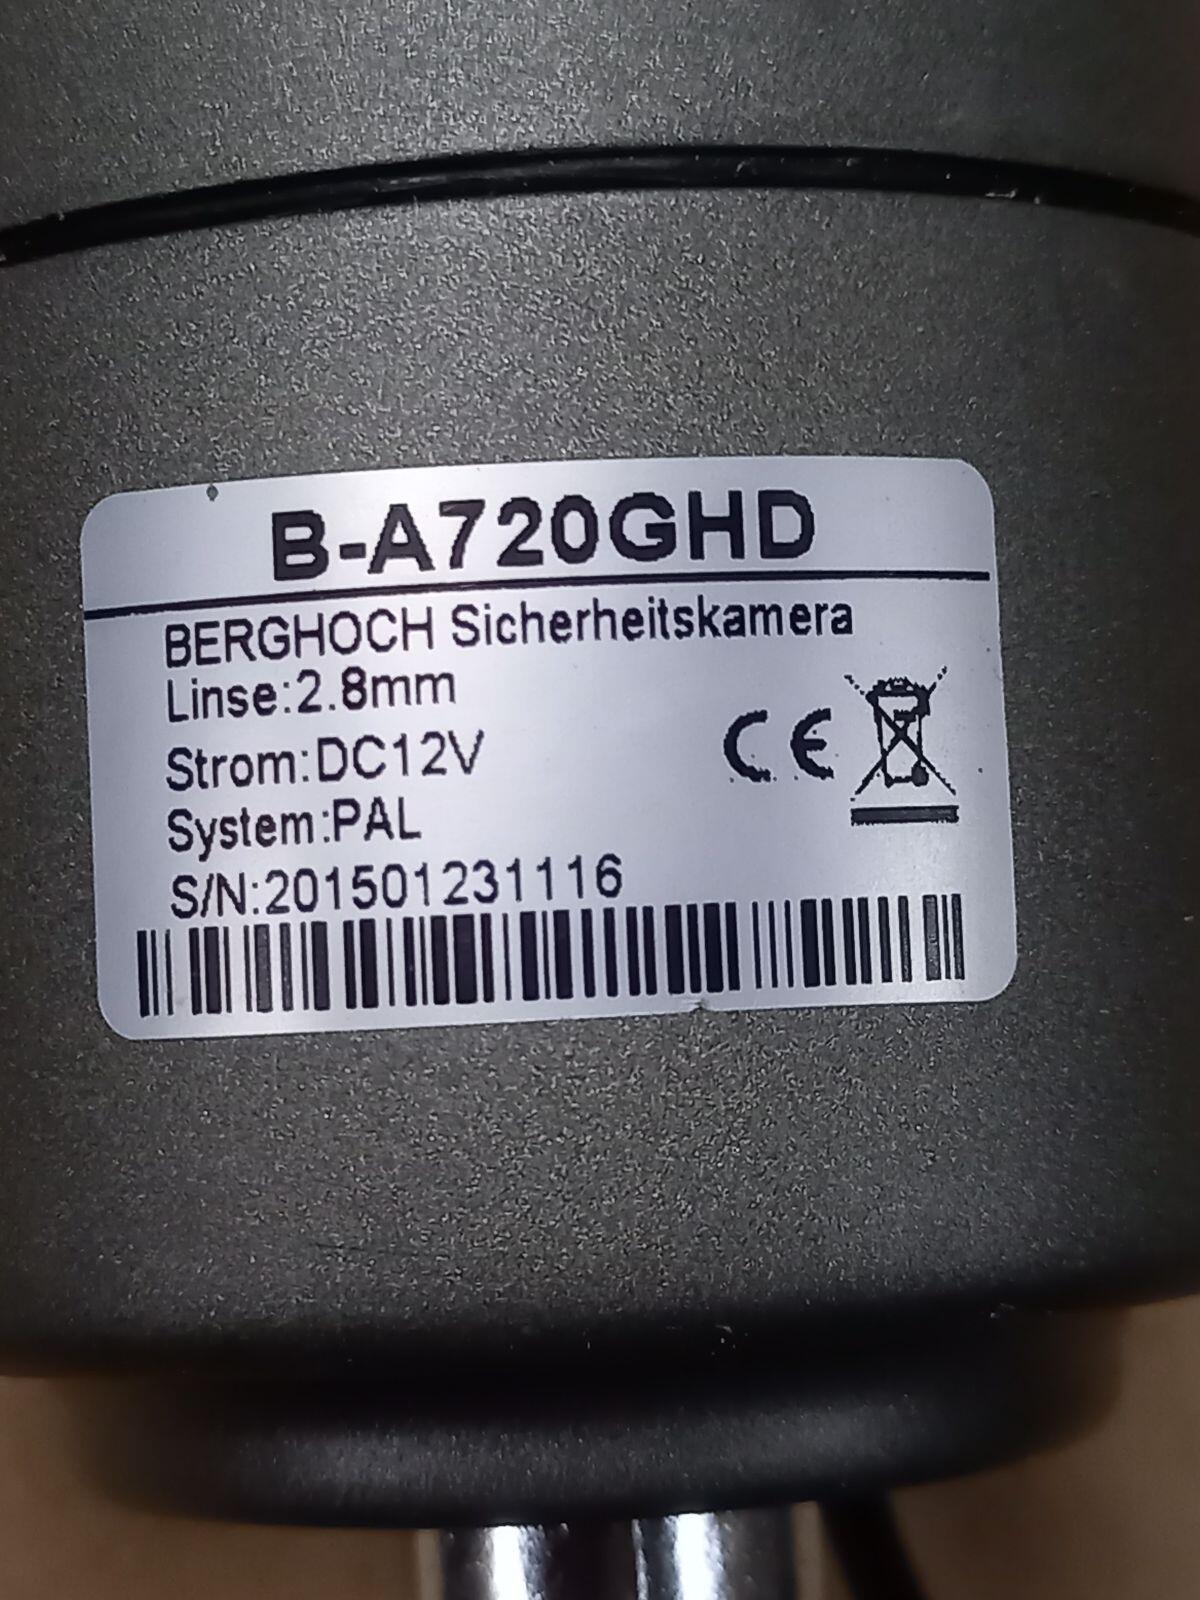 B-A720GHD
BERGHOCH Sicherheitskamera
Linse:2.8mm
Strom:DC12V
System:PAL
S/N:201501231116
CE